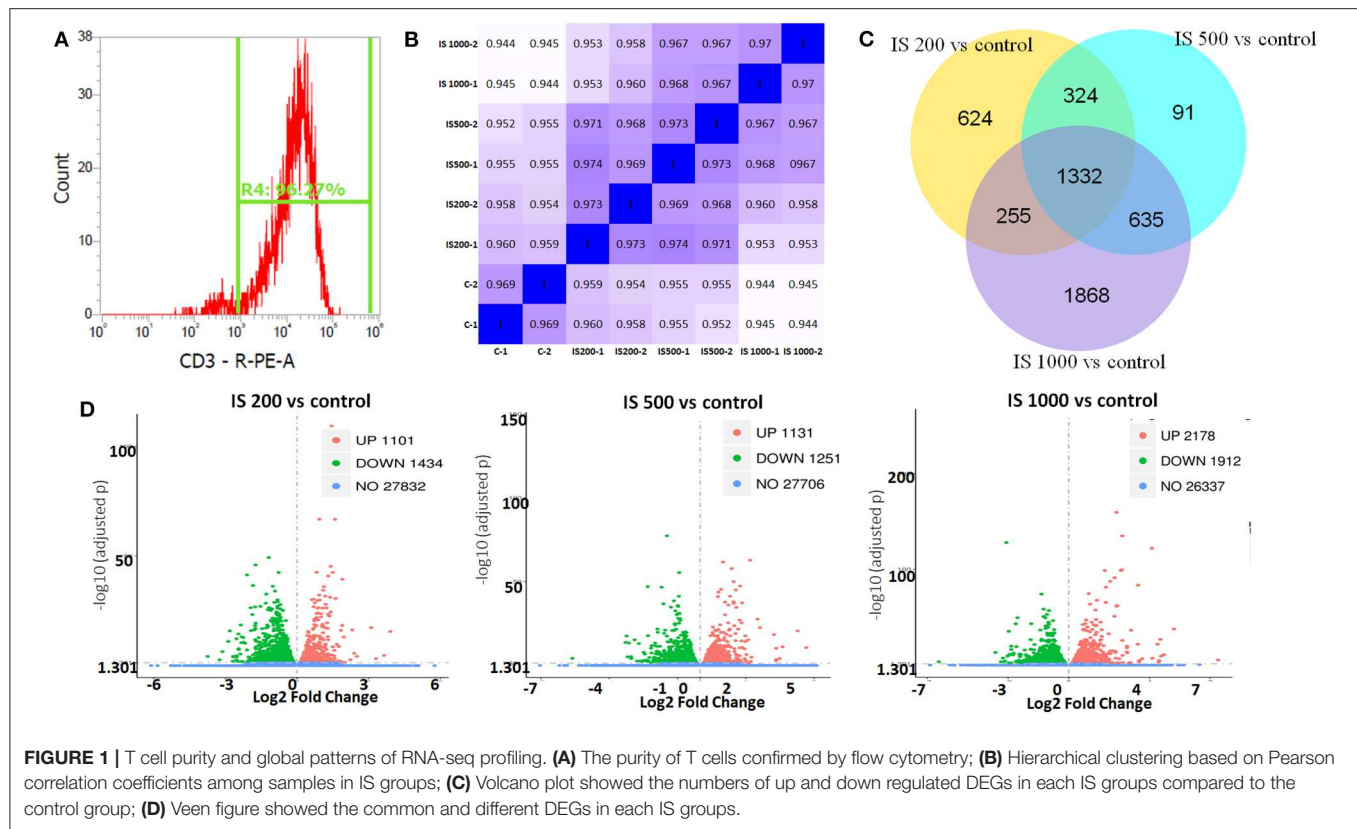 A
38
30
20
10
0
Count
R4: 96.27%
10^0 10^1 10^2 10^3 10^4 10^5 10^6
CD3 - R-PE-A
B
IS 1000-2 0.944 0.945 0.953 0.958 0.967 0.967 0.97 1
IS 1000-1 0.945 0.944 0.953 0.960 0.968 0.967 1 0.97
IS500-2 0.952 0.955 0.971 0.968 0.973 1 0.967 0.967
IS500-1 0.955 0.955 0.974 0.969 1 0.973 0.968 0967
IS200-2 0.958 0.954 0.973 1 0.969 0.968 0.960 0.958
IS200-1 0.960 0.959 1 0.973 0.974 0.971 0.953 0.953
C-2 0.969 1 0.959 0.954 0.955 0.955 0.944 0.945
C-1 1 0.969 0.960 0.958 0.955 0.952 0.945 0.944
C-1 C-2 IS200-1 IS200-2 IS500-1 IS500-2 IS 1000-1 IS 1000-2
C
IS 200 vs control
IS 500 vs control
624
324
91
1332
255
635
1868
IS 1000 vs control
D
IS 200 vs control
UP 1101
DOWN 1434
NO 27832
100
50
1.301
-log10 (adjusted p)
-6 -3 0 3 6
Log2 Fold Change
IS 500 vs control
UP 1131
DOWN 1251
NO 27706
150
100
50
1.301
-log10 (adjusted p)
-7 -5 -3 -1 0 2 5 7
Log2 Fold Change
IS 1000 vs control
UP 2178
DOWN 1912
NO 26337
200
100
1.301
-log10 (adjusted p)
-7 -3 0 4 7
Log2 Fold Change
FIGURE 1 | T cell purity and global patterns of RNA-seq profiling. (A) The purity of T cells confirmed by flow cytometry; (B) Hierarchical clustering based on Pearson
correlation coefficients among samples in IS groups; (C) Volcano plot showed the numbers of up and down regulated DEGs in each IS groups compared to the
control group; (D) Veen figure showed the common and different DEGs in each IS groups.